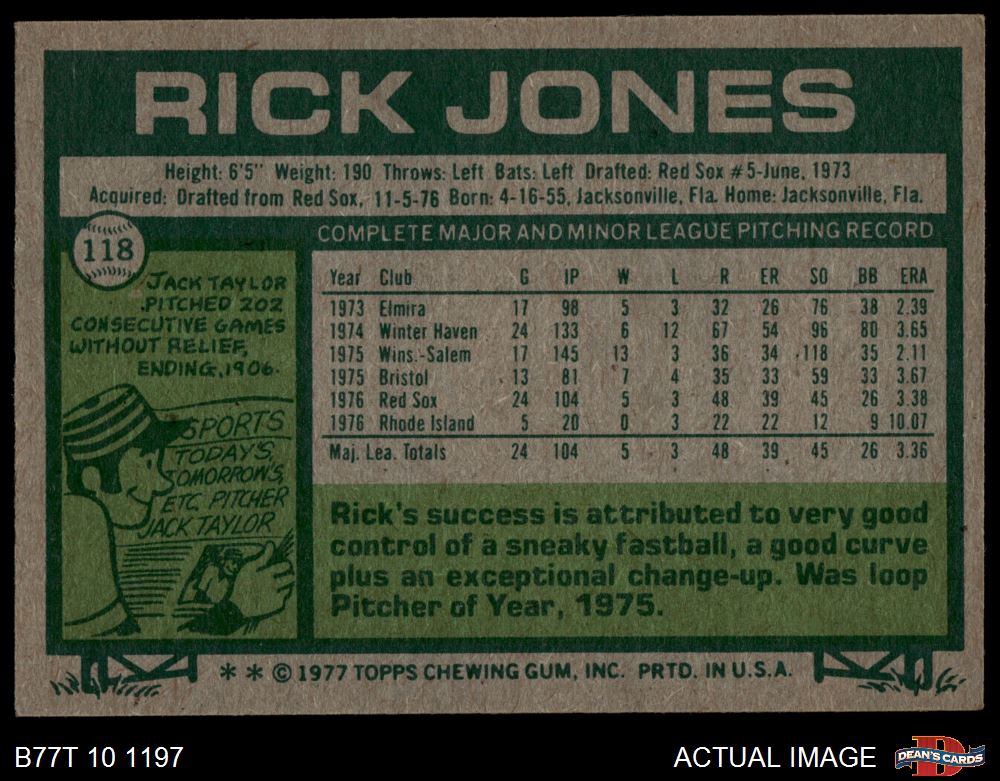 RICK JONES
Height: 6'5" Weight: 190 Throws: Left Bats: Left Drafted: Red Sox #5-June, 1973
Acquired: Drafted from Red Sox, 11-5-76 Born: 4-16-55, Jacksonville, Fla. Home: Jacksonville, Fla.
118
JACK TAYLOR
PITCHED 202
CONSECUTIVE GAMES
WITHOUT RELIEF,
ENDING, 1906.
SPORTS
TODAY'S,
TOMORROW'S,
ETC PITCHER
JACK TAYLOR
COMPLETE MAJOR AND MINOR LEAGUE PITCHING RECORD
Year Club G IP W L R ER SO BB ERA
1973 Elmira 17 98 5 3 32 26 76 38 2.39
1974 Winter Haven 24 133 6 12 67 54 96 80 3.65
1975 Wins.-Salem 17 145 13 3 36 34 118 35 2.11
1975 Bristol 13 81 7 4 35 33 59 33 3.67
1976 Red Sox 24 104 5 3 48 39 45 26 3.38
1976 Rhode Island 5 20 0 3 22 22 12 9 10.07
Maj. Lea. Totals 24 104 5 3 48 39 45 26 3.36
Rick's success is attributed to very good
control of a sneaky fastball, a good curve
plus an exceptional change-up. Was loop
Pitcher of Year, 1975.
* * © 1977 TOPPS CHEWING GUM, INC. PRTD. IN U.S.A.
B77T 10 1197
ACTUAL IMAGE
D
DEAN'S CARDS